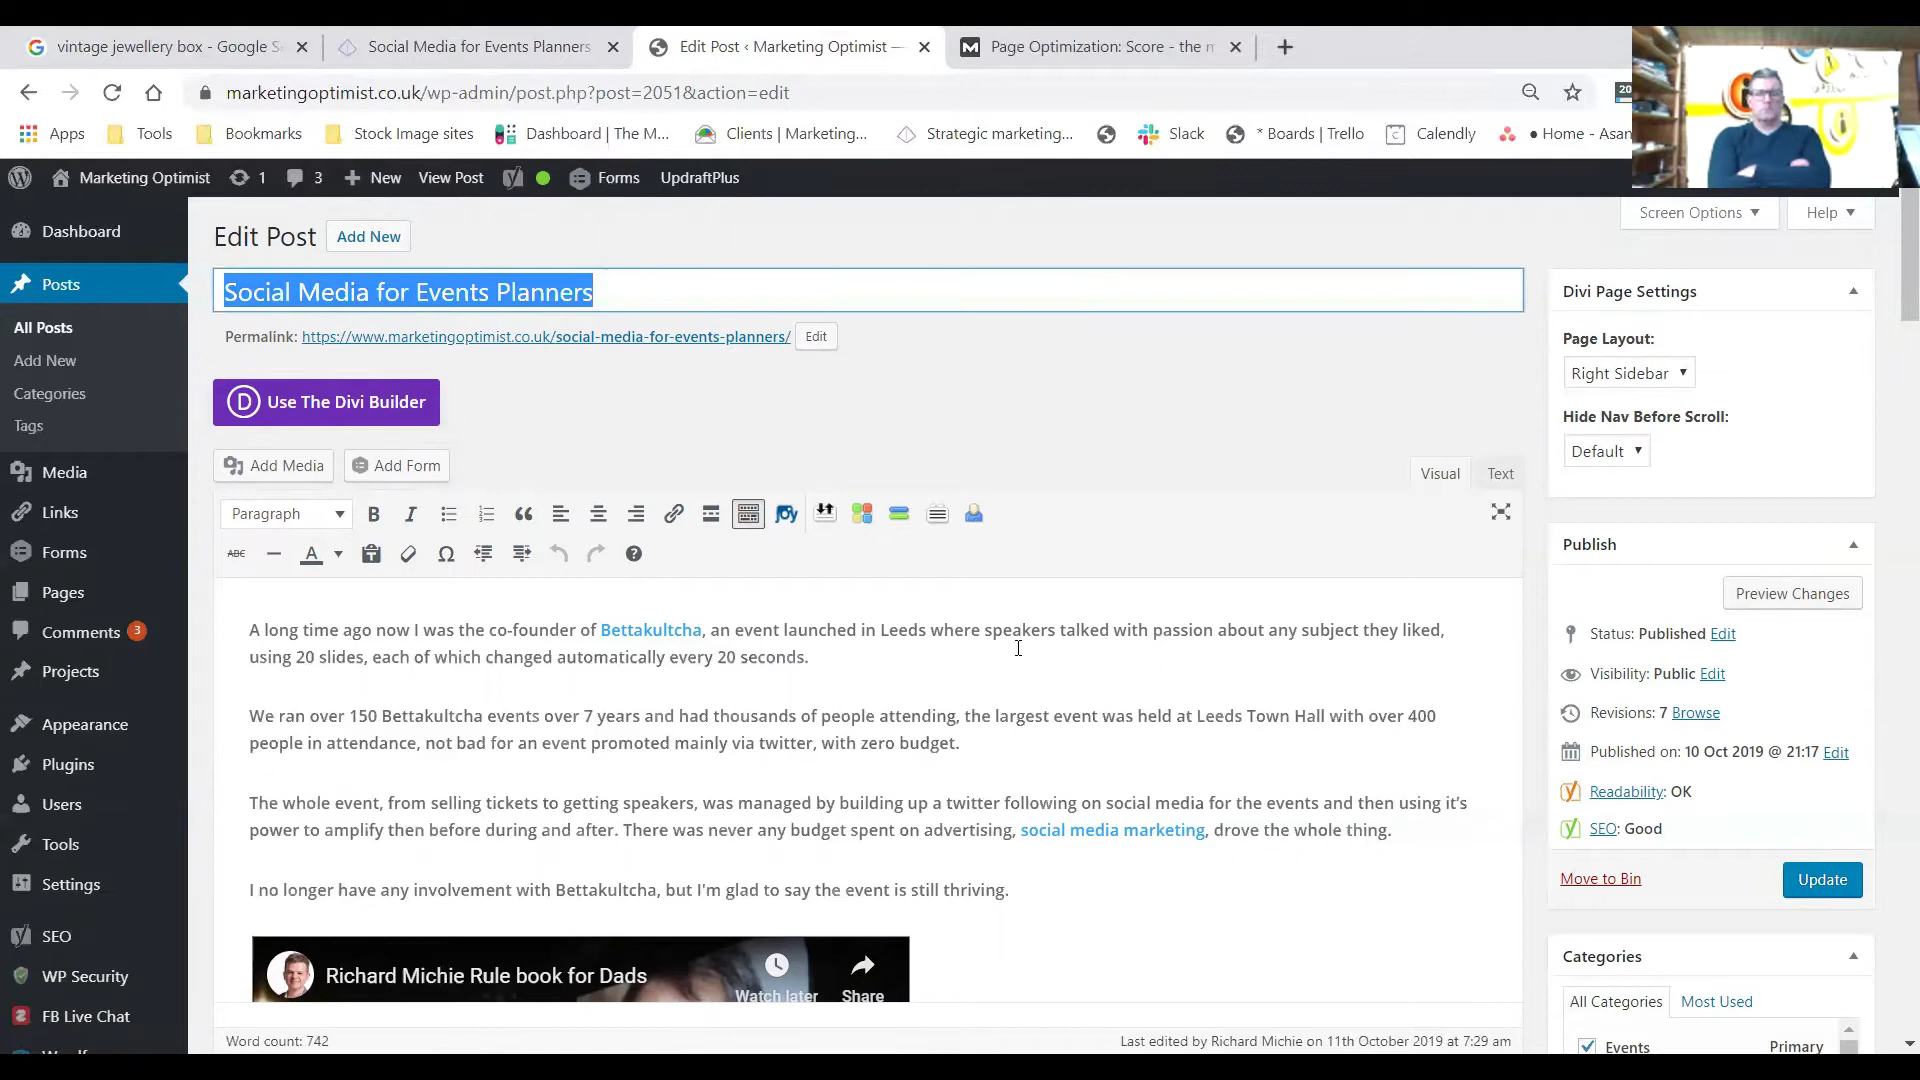 vintage jewellery box - Google S
Social Media for Events Planners
Edit Post ‹ Marketing Optimist —
Page Optimization: Score - the m
marketingoptimist.co.uk/wp-admin/post.php?post=2051&action=edit
20
Apps
Tools
Bookmarks
Stock Image sites
Dashboard | The M...
Clients | Marketing...
Strategic marketing...
Slack
* Boards | Trello
Calendly
● Home - Asan
Marketing Optimist
1
3
New
View Post
Forms
UpdraftPlus
Screen Options
Help
Dashboard
Posts
All Posts
Add New
Categories
Tags
Media
Links
Forms
Pages
Comments 3
Projects
Appearance
Plugins
Users
Tools
Settings
SEO
WP Security
FB Live Chat
Edit Post
Add New
Social Media for Events Planners
Permalink: https://www.marketingoptimist.co.uk/social-media-for-events-planners/ Edit
D Use The Divi Builder
Add Media
Add Form
Visual
Text
Paragraph
B
I
ABC
A
Ω
A long time ago now I was the co-founder of Bettakultcha, an event launched in Leeds where speakers talked with passion about any subject they liked,
using 20 slides, each of which changed automatically every 20 seconds.
We ran over 150 Bettakultcha events over 7 years and had thousands of people attending, the largest event was held at Leeds Town Hall with over 400
people in attendance, not bad for an event promoted mainly via twitter, with zero budget.
The whole event, from selling tickets to getting speakers, was managed by building up a twitter following on social media for the events and then using it's
power to amplify then before during and after. There was never any budget spent on advertising, social media marketing, drove the whole thing.
I no longer have any involvement with Bettakultcha, but I'm glad to say the event is still thriving.
Richard Michie Rule book for Dads
Watch later
Share
Word count: 742
Last edited by Richard Michie on 11th October 2019 at 7:29 am
Divi Page Settings
Page Layout:
Right Sidebar
Hide Nav Before Scroll:
Default
Publish
Preview Changes
Status: Published Edit
Visibility: Public Edit
Revisions: 7 Browse
Published on: 10 Oct 2019 @ 21:17 Edit
Readability: OK
SEO: Good
Move to Bin
Update
Categories
All Categories
Most Used
Events
Primary